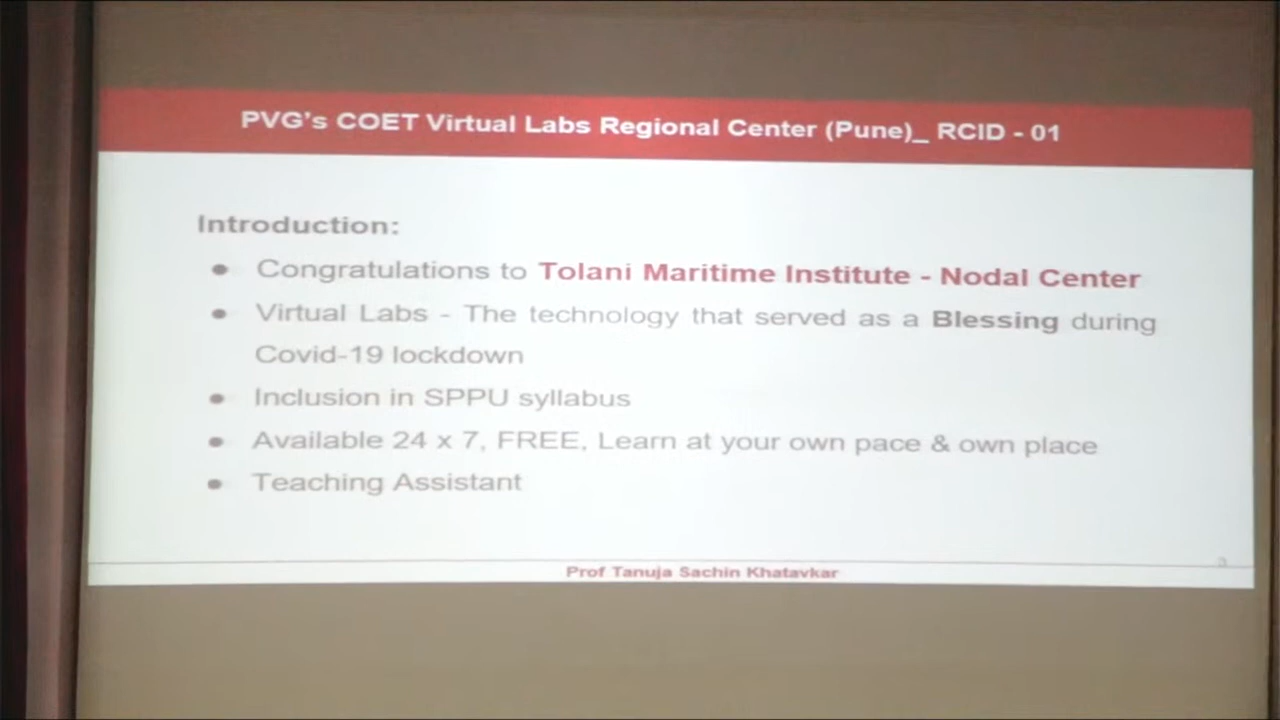 PVG's COET Virtual Labs Regional Center (Pune)_ RCID - 01
Introduction:
● Congratulations to Tolani Maritime Institute - Nodal Center
● Virtual Labs - The technology that served as a Blessing during
Covid-19 lockdown
● Inclusion in SPPU syllabus
● Available 24 x 7, FREE, Learn at your own pace & own place
● Teaching Assistant
3
Prof Tanuja Sachin Khatavkar